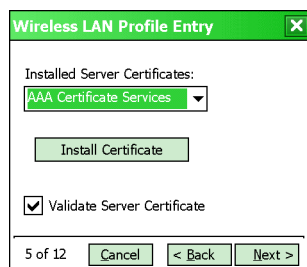 Wireless LAN Profile Entry
Installed Server Certificates:
AAA Certificate Services
Install Certificate
Validate Server Certificate
5 of 12 Cancel < Back Next >